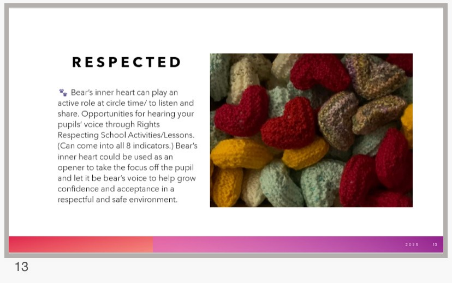 RESPECTED
🐾 Bear's inner heart can play an
active role at circle time/ to listen and
share. Opportunities for hearing your
pupils' voice through Rights
Respecting School Activities/Lessons.
(Can come into all 8 indicators.) Bear's
inner heart could be used as an
opener to take the focus off the pupil
and let it be bear's voice to help grow
confidence and acceptance in a
respectful and safe environment.
13
13